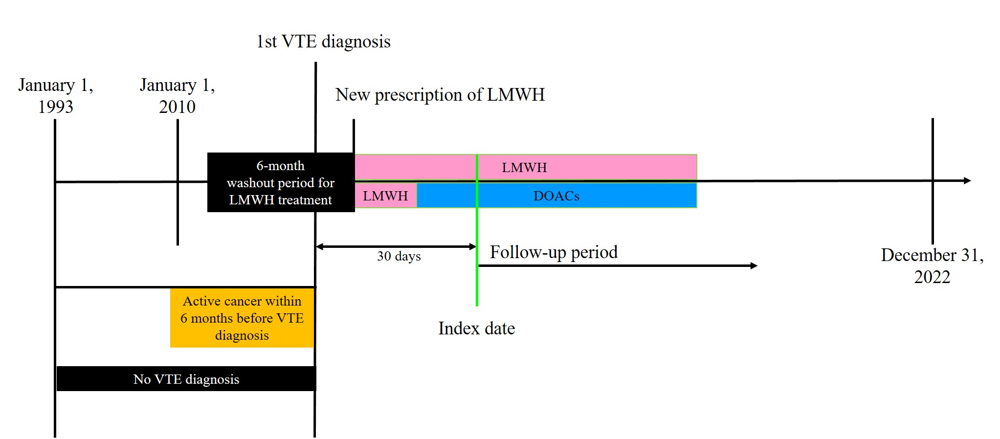 1st VTE diagnosis
January 1,
1993
January 1,
2010
New prescription of LMWH
6-month
washout period for
LMWH treatment
LMWH
LMWH
DOACs
30 days
Follow-up period
December 31,
2022
Active cancer within
6 months before VTE
diagnosis
Index date
No VTE diagnosis